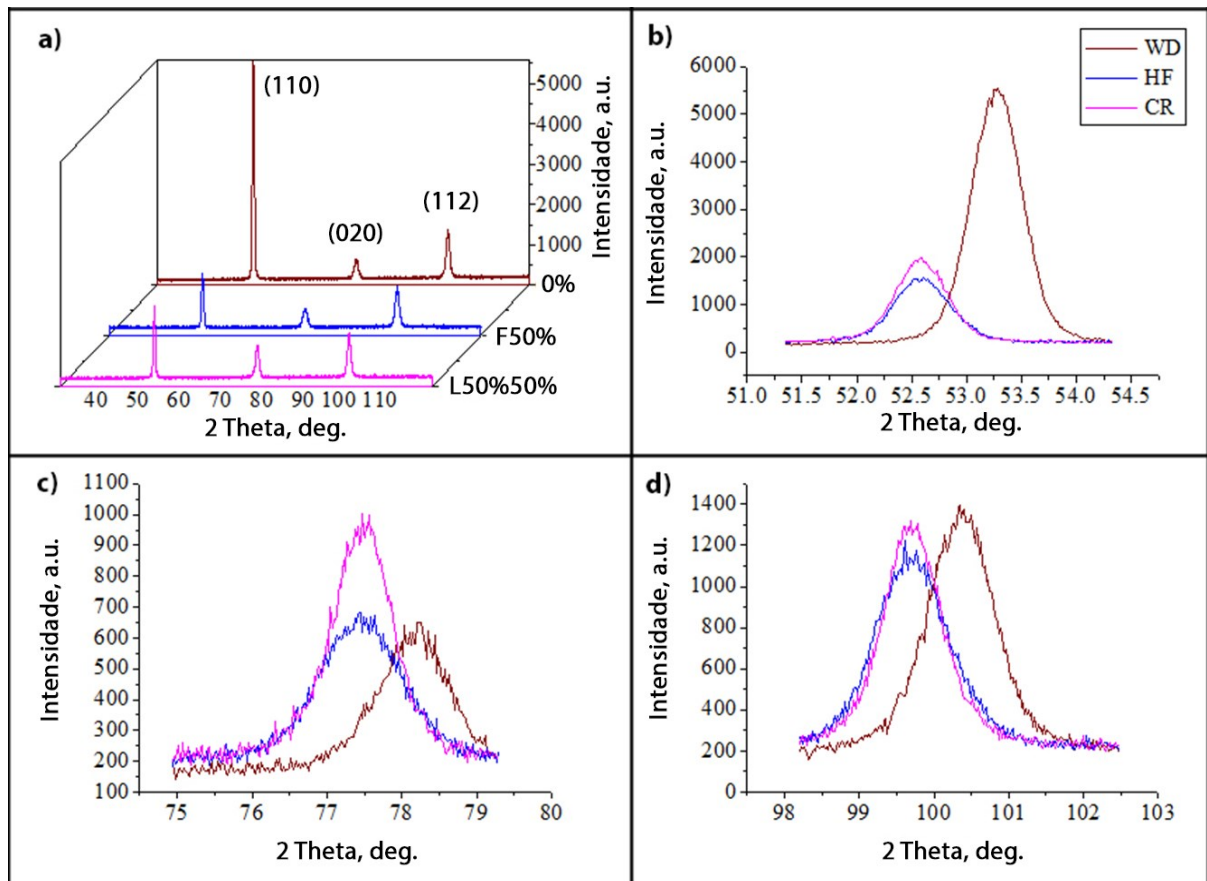 a)
(110)
(020)
(112)
5000
4000
3000
2000
1000
0%
F50%
L50%50%
Intensidade, a.u.
40 50 60 70 80 90 100 110
2 Theta, deg.
b)
WD
HF
CR
6000
5000
4000
3000
2000
1000
0
Intensidade, a.u.
51.0 51.5 52.0 52.5 53.0 53.5 54.0 54.5
2 Theta, deg.
c)
1100
1000
900
800
700
600
500
400
300
200
100
Intensidade, a.u.
75 76 77 78 79 80
2 Theta, deg.
d)
1400
1200
1000
800
600
400
200
0
Intensidade, a.u.
98 99 100 101 102 103
2 Theta, deg.